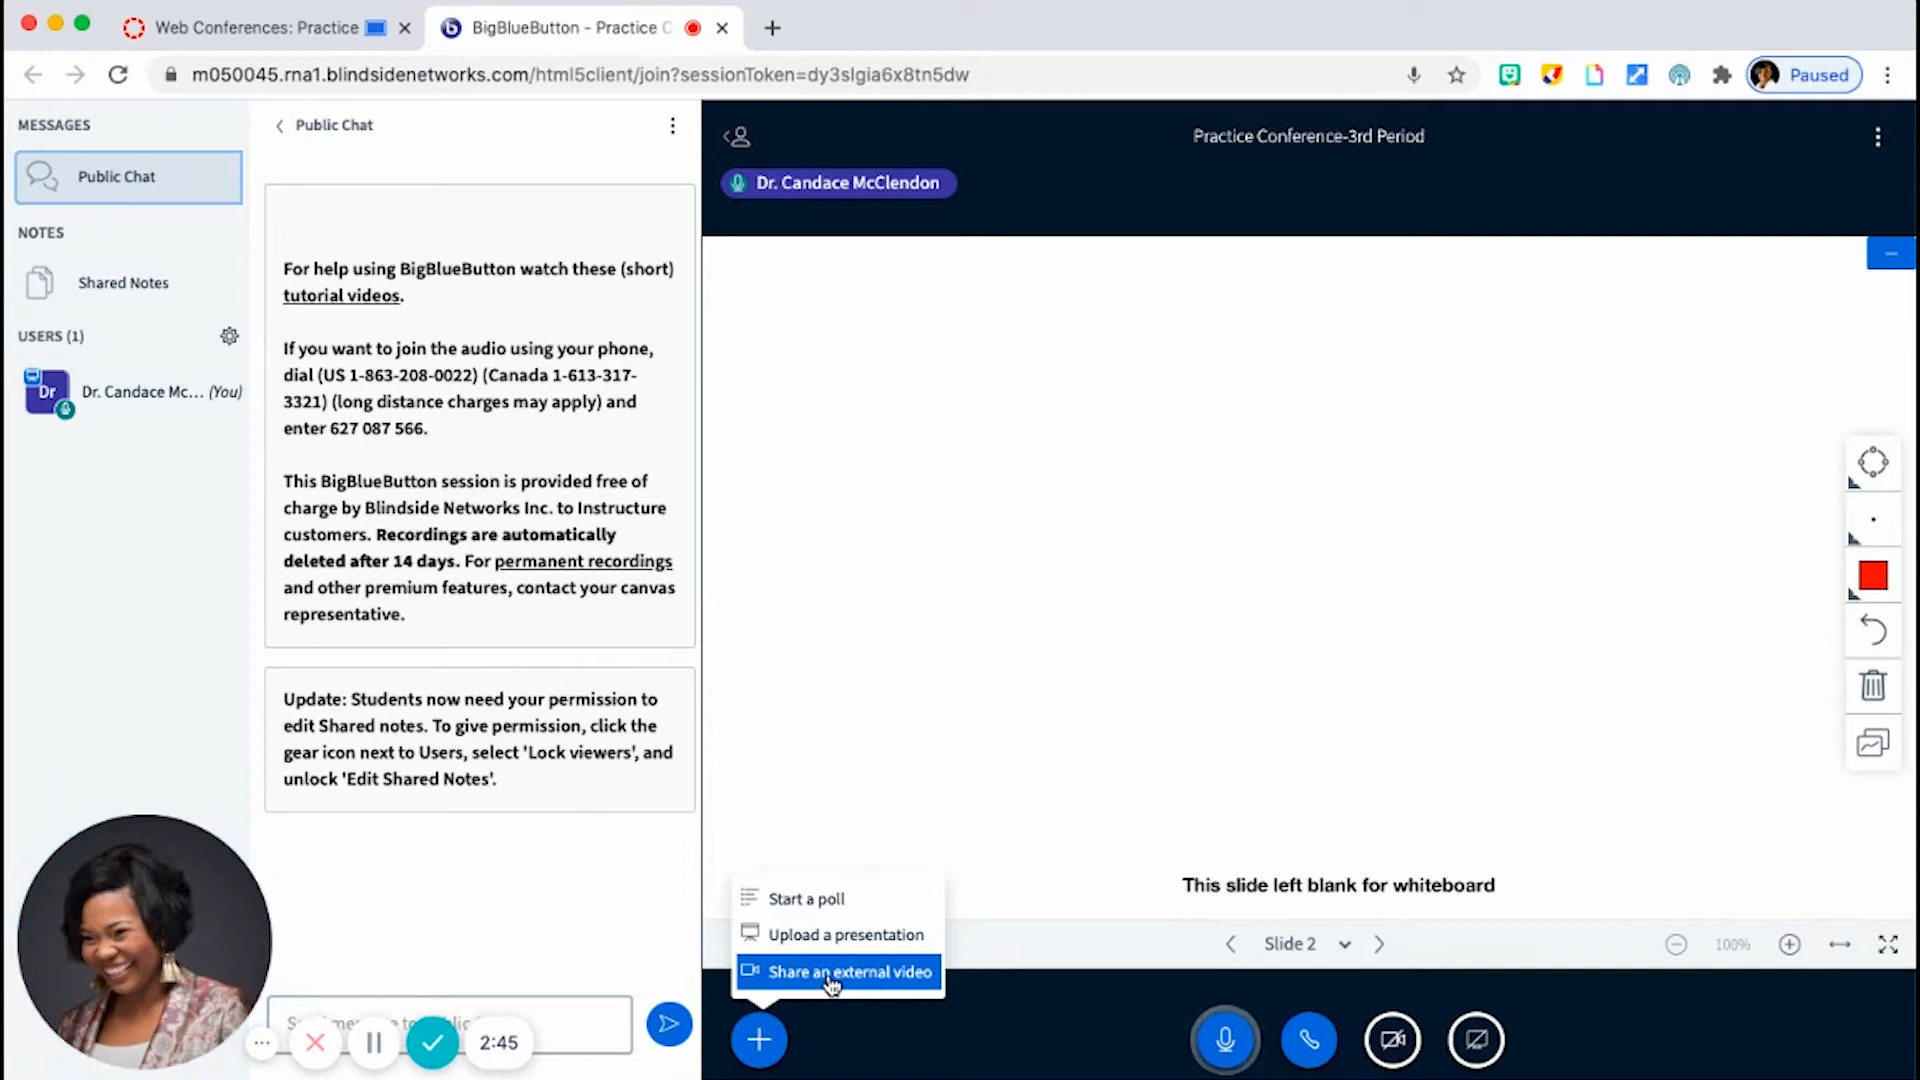 Web Conferences: Practice
BigBlueButton - Practice C
m050045.rna1.blindsidenetworks.com/html5client/join?sessionToken=dy3slgia6x8tn5dw
Paused
MESSAGES
Public Chat
NOTES
Shared Notes
USERS (1)
Dr
Dr. Candace Mc... (You)
Public Chat
For help using BigBlueButton watch these (short)
tutorial videos.
If you want to join the audio using your phone,
dial (US 1-863-208-0022) (Canada 1-613-317-
3321) (long distance charges may apply) and
enter 627 087 566.
This BigBlueButton session is provided free of
charge by Blindside Networks Inc. to Instructure
customers. Recordings are automatically
deleted after 14 days. For permanent recordings
and other premium features, contact your canvas
representative.
Update: Students now need your permission to
edit Shared notes. To give permission, click the
gear icon next to Users, select 'Lock viewers', and
unlock 'Edit Shared Notes'.
2:45
Practice Conference-3rd Period
Dr. Candace McClendon
This slide left blank for whiteboard
Start a poll
Upload a presentation
Share an external video
Slide 2
100%